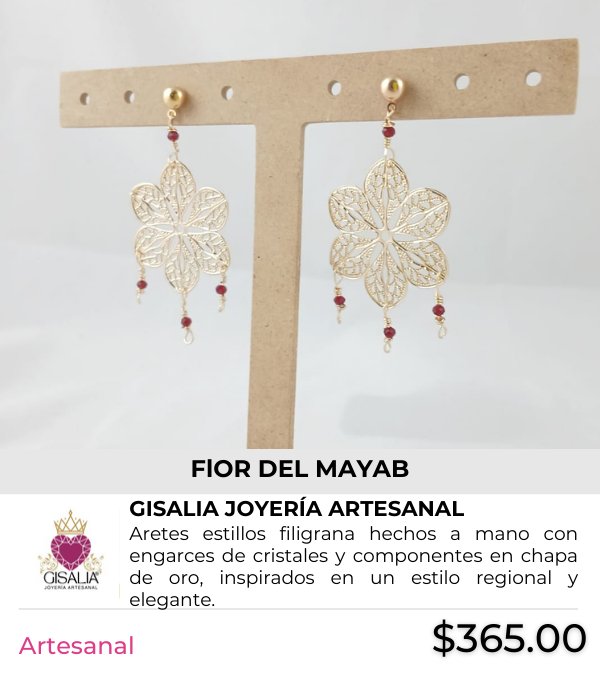 FlOR DEL MAYAB
GISALIA JOYERÍA ARTESANAL
Aretes estillos filigrana hechos a mano con
engarces de cristales y componentes en chapa
de oro, inspirados en un estilo regional y
elegante.
GISALIA
JOYERÍA ARTESANAL
Artesanal
$365.00